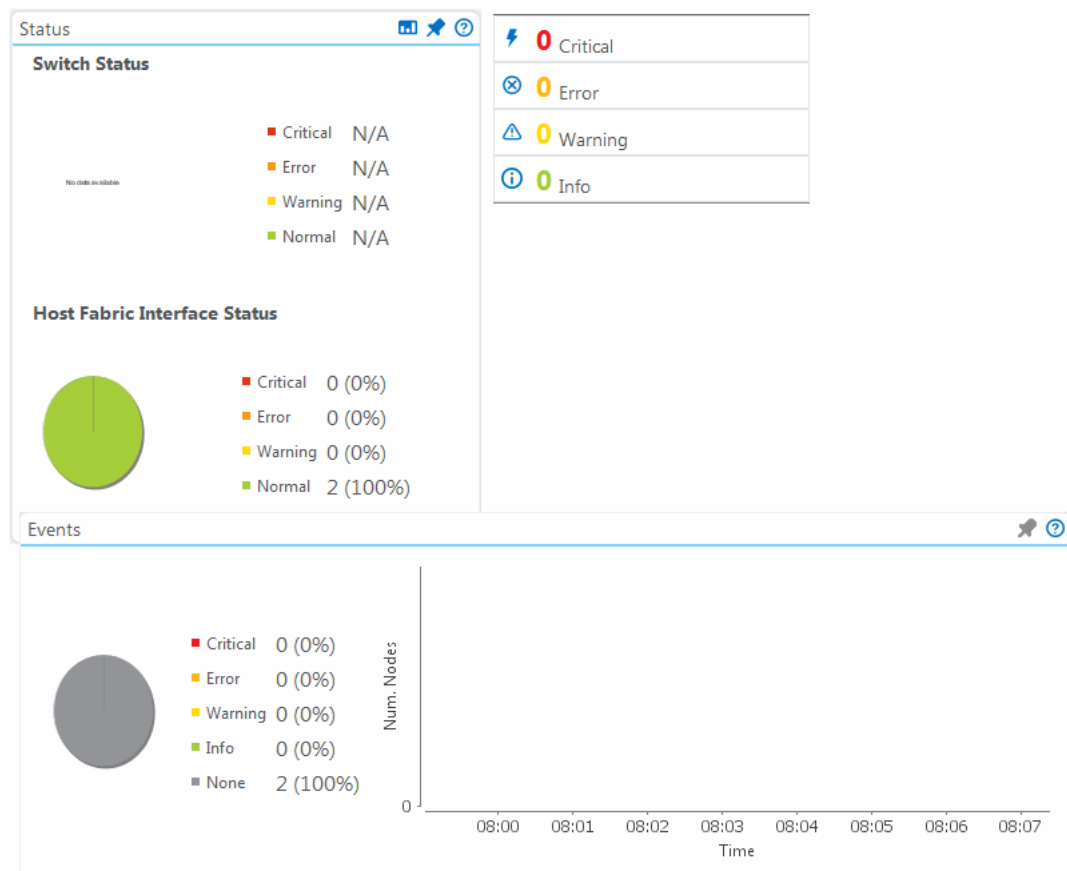 Status
Switch Status
No data available
Critical N/A
Error N/A
Warning N/A
Normal N/A
Host Fabric Interface Status
Critical 0 (0%)
Error 0 (0%)
Warning 0 (0%)
Normal 2 (100%)
0 Critical
0 Error
0 Warning
0 Info
Events
Critical 0 (0%)
Error 0 (0%)
Warning 0 (0%)
Info 0 (0%)
None 2 (100%)
Num. Nodes
0
08:00 08:01 08:02 08:03 08:04 08:05 08:06 08:07
Time